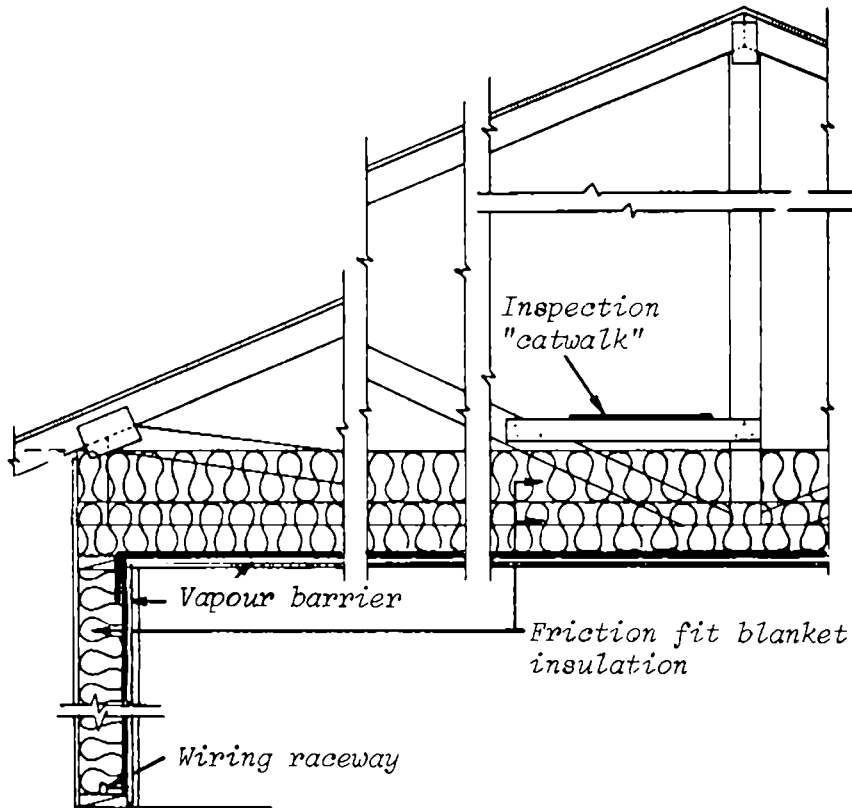 Inspection
"catwalk"
Vapour barrier
Friction fit blanket
insulation
Wiring raceway